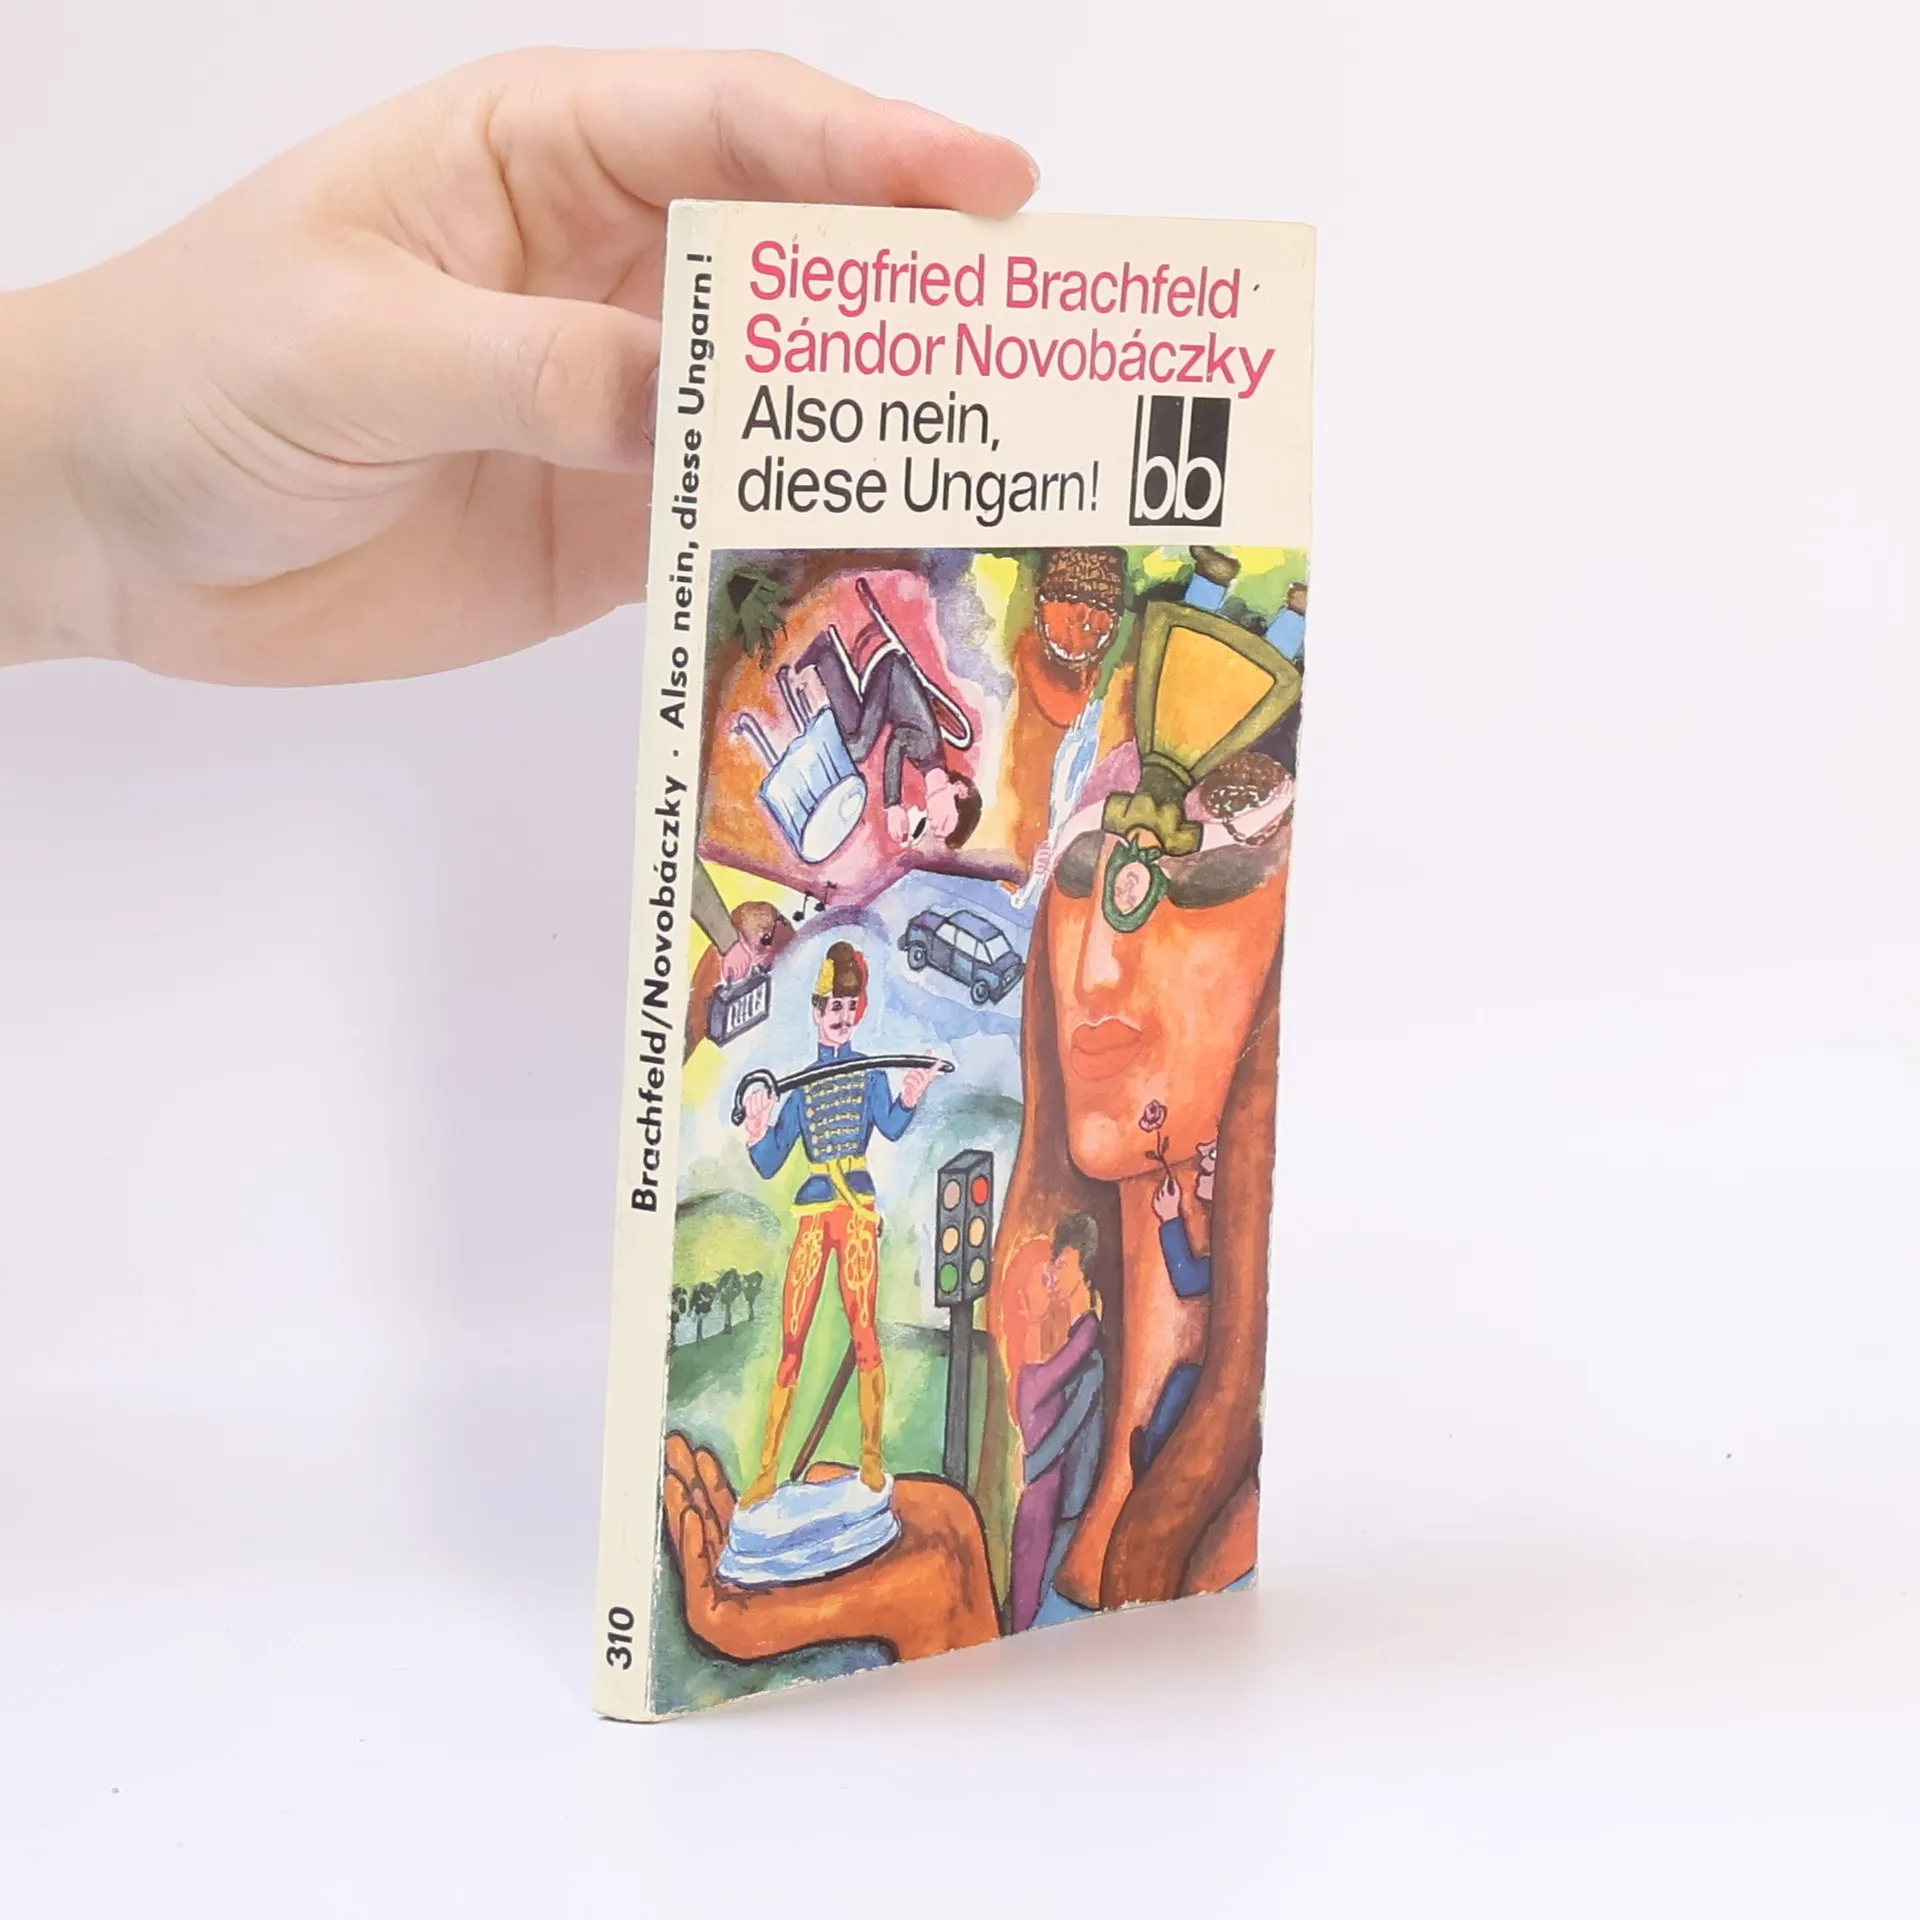 Siegfried Brachfeld
Sándor Novobáczky
Also nein,
diese Ungarn!
bb
Brachfeld/Novobáczky · Also nein, diese Ungarn!
310